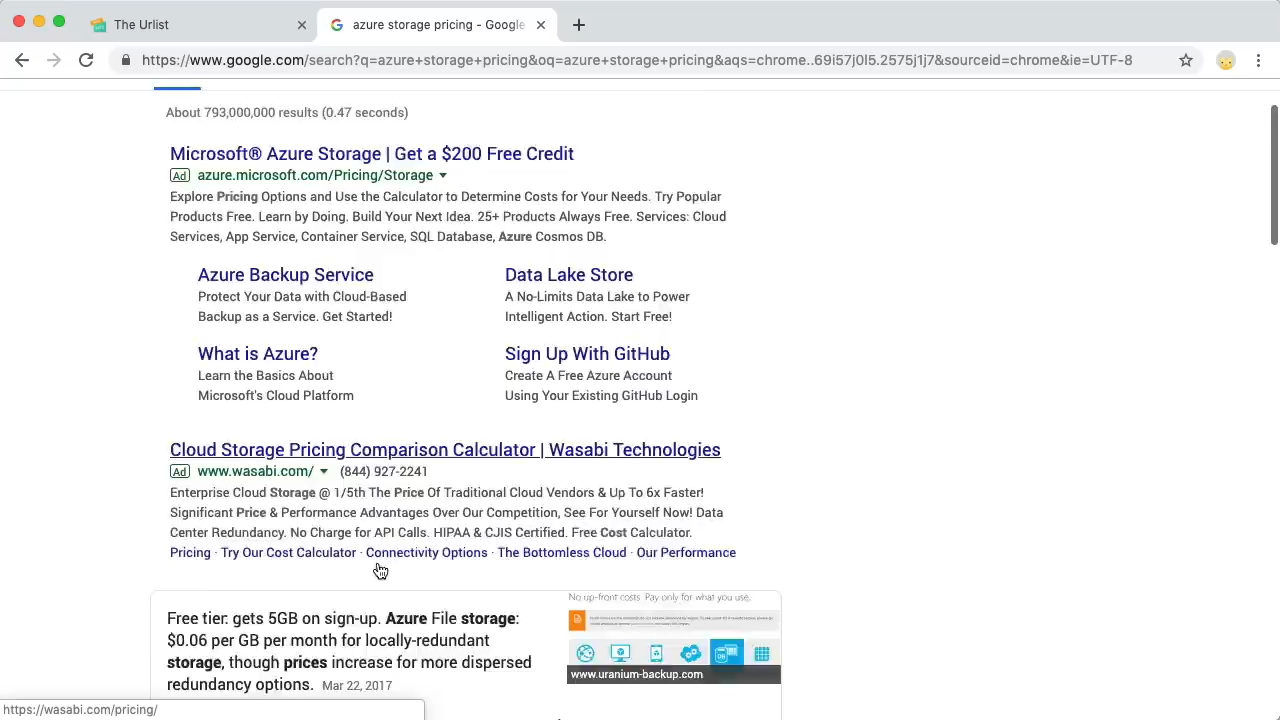 The Urlist
azure storage pricing - Google
https://www.google.com/search?q=azure+storage+pricing&oq=azure+storage+pricing&aqs=chrome..69i57j0l5.2575j1j7&sourceid=chrome&ie=UTF-8
About 793,000,000 results (0.47 seconds)
Microsoft® Azure Storage | Get a $200 Free Credit
Ad azure.microsoft.com/Pricing/Storage
Explore Pricing Options and Use the Calculator to Determine Costs for Your Needs. Try Popular
Products Free. Learn by Doing. Build Your Next Idea. 25+ Products Always Free. Services: Cloud
Services, App Service, Container Service, SQL Database, Azure Cosmos DB.
Azure Backup Service
Protect Your Data with Cloud-Based
Backup as a Service. Get Started!
Data Lake Store
A No-Limits Data Lake to Power
Intelligent Action. Start Free!
What is Azure?
Learn the Basics About
Microsoft's Cloud Platform
Sign Up With GitHub
Create A Free Azure Account
Using Your Existing GitHub Login
Cloud Storage Pricing Comparison Calculator | Wasabi Technologies
Ad www.wasabi.com/ (844) 927-2241
Enterprise Cloud Storage @ 1/5th The Price Of Traditional Cloud Vendors & Up To 6x Faster!
Significant Price & Performance Advantages Over Our Competition, See For Yourself Now! Data
Center Redundancy. No Charge for API Calls. HIPAA & CJIS Certified. Free Cost Calculator.
Pricing · Try Our Cost Calculator · Connectivity Options · The Bottomless Cloud · Our Performance
Free tier: gets 5GB on sign-up. Azure File storage:
$0.06 per GB per month for locally-redundant
storage, though prices increase for more dispersed
redundancy options. Mar 22, 2017
No up-front costs. Pay only for what you use.
www.uranium-backup.com
https://wasabi.com/pricing/